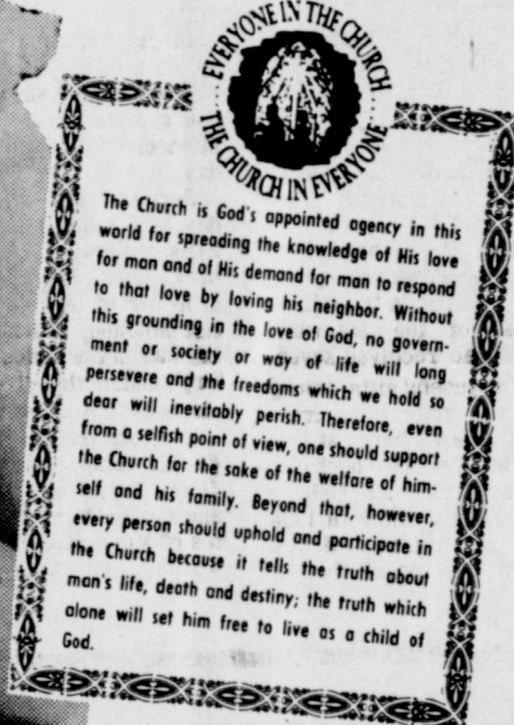 EVERYONE IN THE CHURCH
THE CHURCH IN EVERYONE
The Church is God's appointed agency in this
world for spreading the knowledge of His love
for man and of His demand for man to respond
to that love by loving his neighbor. Without
this grounding in the love of God, no govern-
ment or society or way of life will long
persevere and the freedoms which we hold so
dear will inevitably perish. Therefore, even
from a selfish point of view, one should support
the Church for the sake of the welfare of him-
self and his family. Beyond that, however,
every person should uphold and participate in
the Church because it tells the truth about
man's life, death and destiny; the truth which
alone will set him free to live as a child of
God.